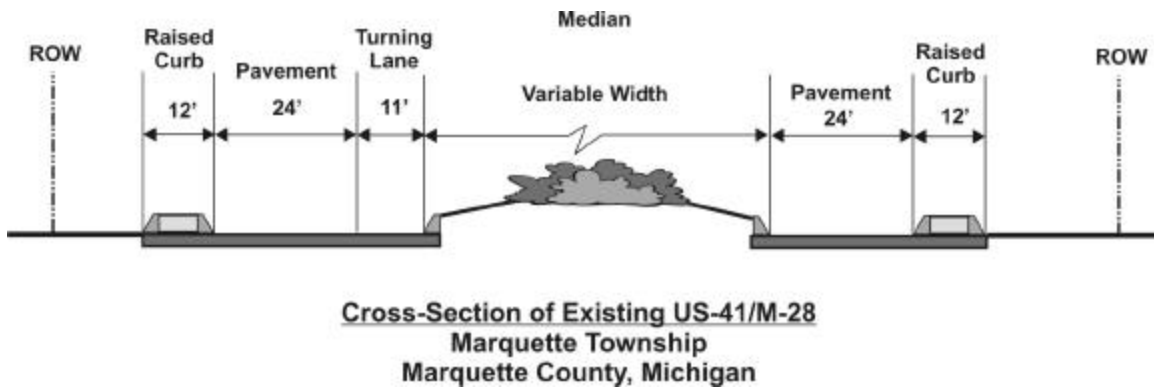 Median
ROW
Raised
Curb
12'
Pavement
24'
Turning
Lane
11'
Variable Width
Pavement
24'
Raised
Curb
12'
ROW
Cross-Section of Existing US-41/M-28
Marquette Township
Marquette County, Michigan